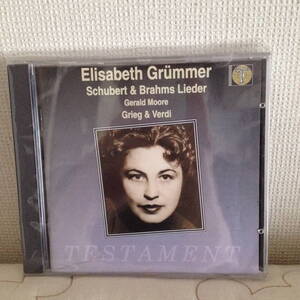 Elisabeth Grümmer
Schubert & Brahms Lieder
Gerald Moore
Grieg & Verdi
TESTAMENT